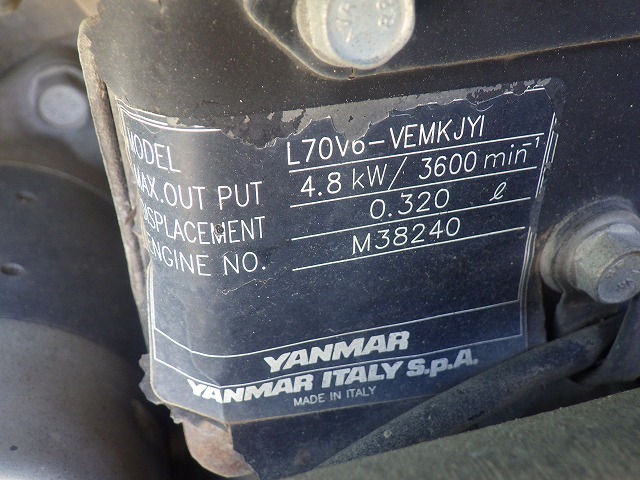 MODEL L70V6-VEMKJYI
MAX.OUT PUT 4.8 kW/ 3600 min⁻¹
DISPLACEMENT 0.320 ℓ
ENGINE NO. M38240
YANMAR
YANMAR ITALY S.p.A.
MADE IN ITALY